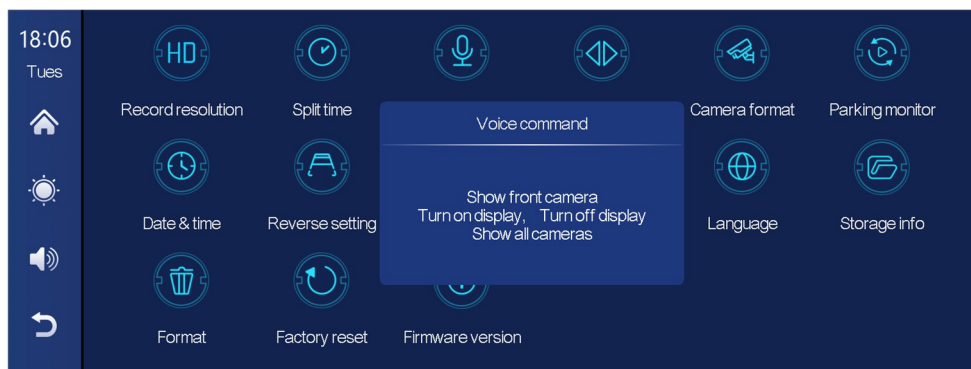 18:06
Tues
HD
Record resolution
Split time
Camera format
Parking monitor
Voice command
Show front camera
Turn on display, Turn off display
Show all cameras
Date & time
Reverse setting
Language
Storage info
Format
Factory reset
Firmware version